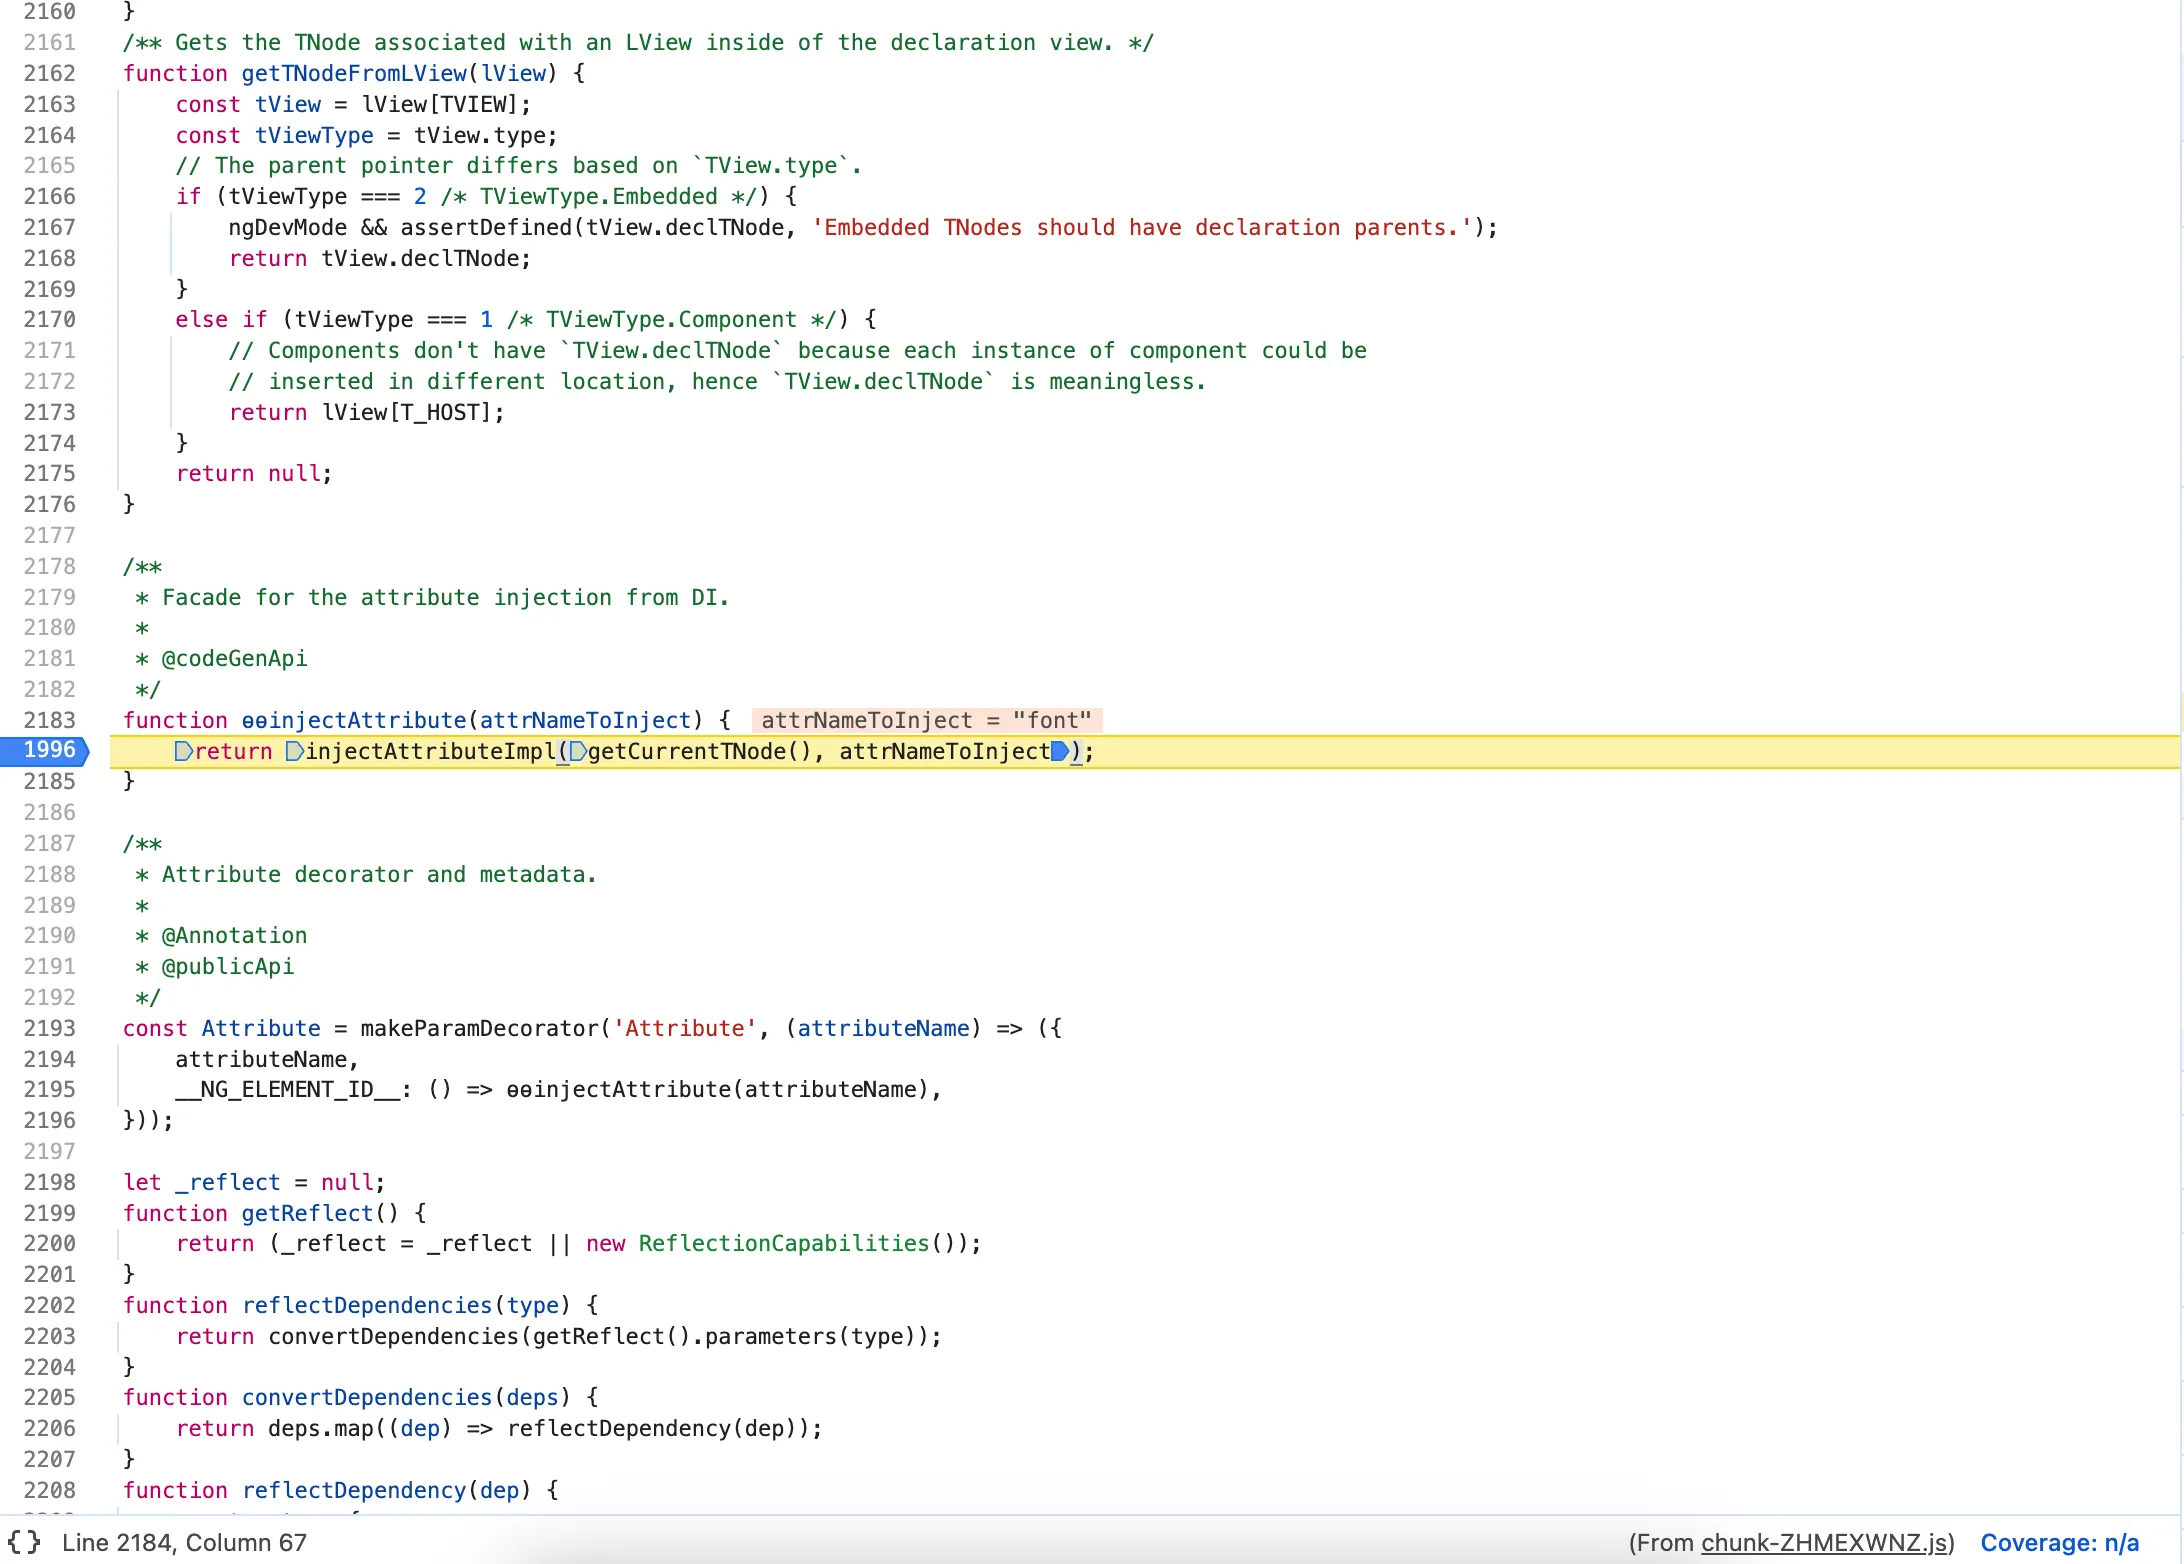 2160 }
2161 /** Gets the TNode associated with an LView inside of the declaration view. */
2162 function getTNodeFromLView(lView) {
2163 const tView = lView[TVIEW];
2164 const tViewType = tView.type;
2165 // The parent pointer differs based on `TView.type`.
2166 if (tViewType === 2 /* TViewType.Embedded */) {
2167 ngDevMode && assertDefined(tView.declTNode, 'Embedded TNodes should have declaration parents.');
2168 return tView.declTNode;
2169 }
2170 else if (tViewType === 1 /* TViewType.Component */) {
2171 // Components don't have `TView.declTNode` because each instance of component could be
2172 // inserted in different location, hence `TView.declTNode` is meaningless.
2173 return lView[T_HOST];
2174 }
2175 return null;
2176 }
2177
2178 /**
2179 * Facade for the attribute injection from DI.
2180 *
2181 * @codeGenApi
2182 */
2183 function ɵɵinjectAttribute(attrNameToInject) { attrNameToInject = "font"
1996 return injectAttributeImpl(getCurrentTNode(), attrNameToInject);
2185 }
2186
2187 /**
2188 * Attribute decorator and metadata.
2189 *
2190 * @Annotation
2191 * @publicApi
2192 */
2193 const Attribute = makeParamDecorator('Attribute', (attributeName) => ({
2194 attributeName,
2195 __NG_ELEMENT_ID__: () => ɵɵinjectAttribute(attributeName),
2196 }));
2197
2198 let _reflect = null;
2199 function getReflect() {
2200 return (_reflect = _reflect || new ReflectionCapabilities());
2201 }
2202 function reflectDependencies(type) {
2203 return convertDependencies(getReflect().parameters(type));
2204 }
2205 function convertDependencies(deps) {
2206 return deps.map((dep) => reflectDependency(dep));
2207 }
2208 function reflectDependency(dep) {
{} Line 2184, Column 67 (From chunk-ZHMEXWNZ.js) Coverage: n/a